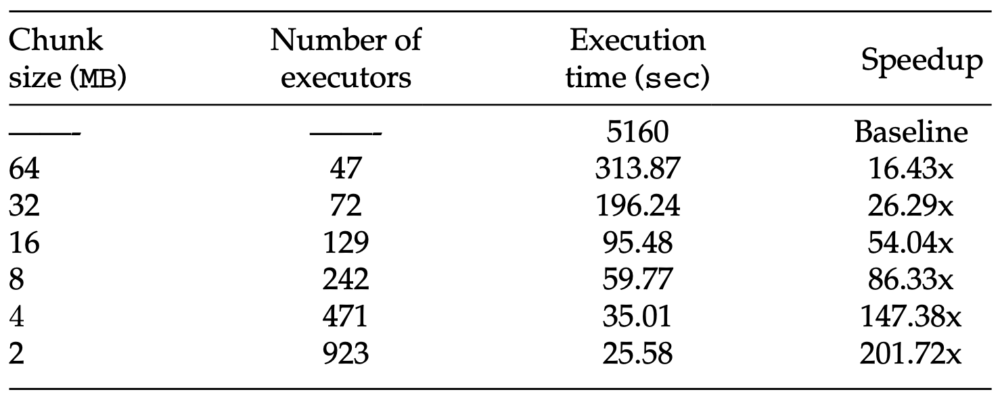 Chunk size (MB) Number of executors Execution time (sec) Speedup
——- ——- 5160 Baseline
64 47 313.87 16.43x
32 72 196.24 26.29x
16 129 95.48 54.04x
8 242 59.77 86.33x
4 471 35.01 147.38x
2 923 25.58 201.72x